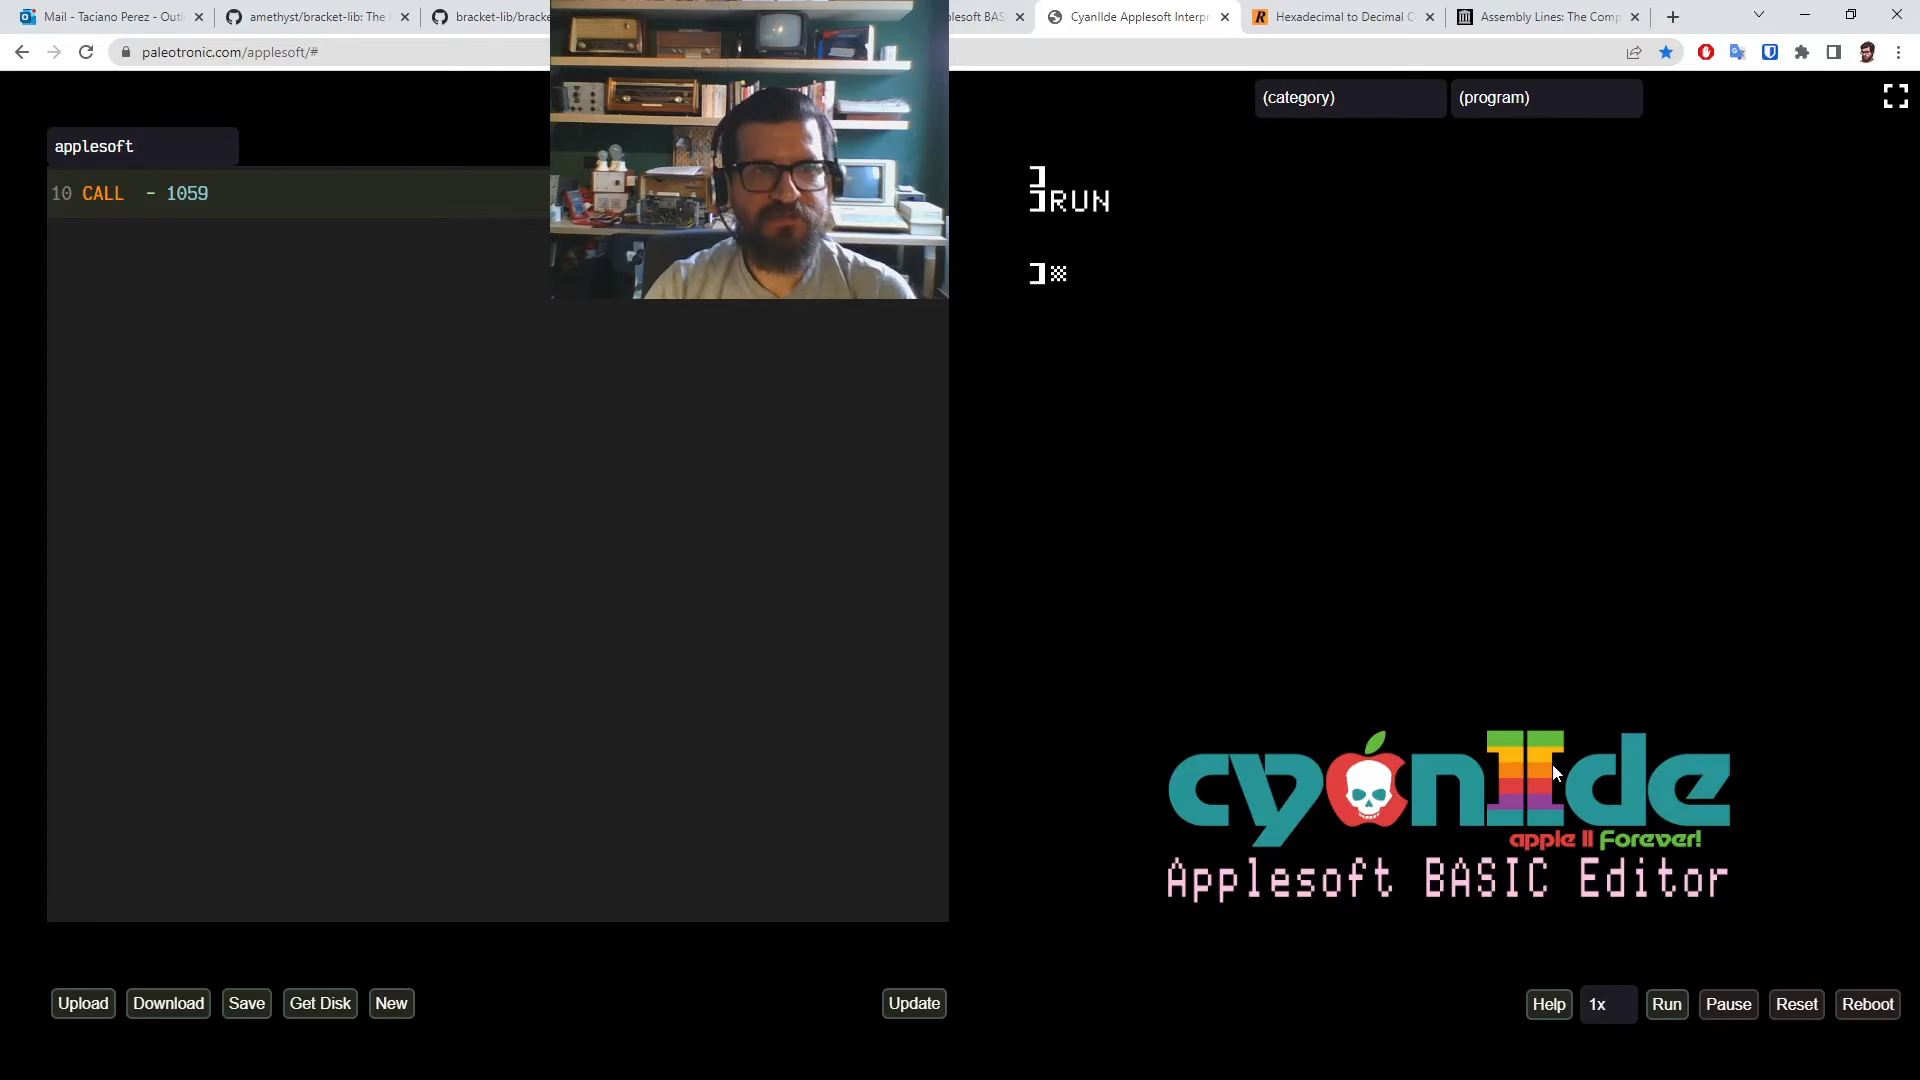 Mail - Taciano Perez - Outl
amethyst/bracket-lib: The
bracket-lib/bracke
plesoft BAS
CyanIIde Applesoft Interpr
Hexadecimal to Decimal C
Assembly Lines: The Comp
paleotronic.com/applesoft/#
(category)
(program)
applesoft
10 CALL  - 1059
]
]RUN
]
cyanIIde
apple II Forever!
Applesoft BASIC Editor
Upload
Download
Save
Get Disk
New
Update
Help
1x
Run
Pause
Reset
Reboot